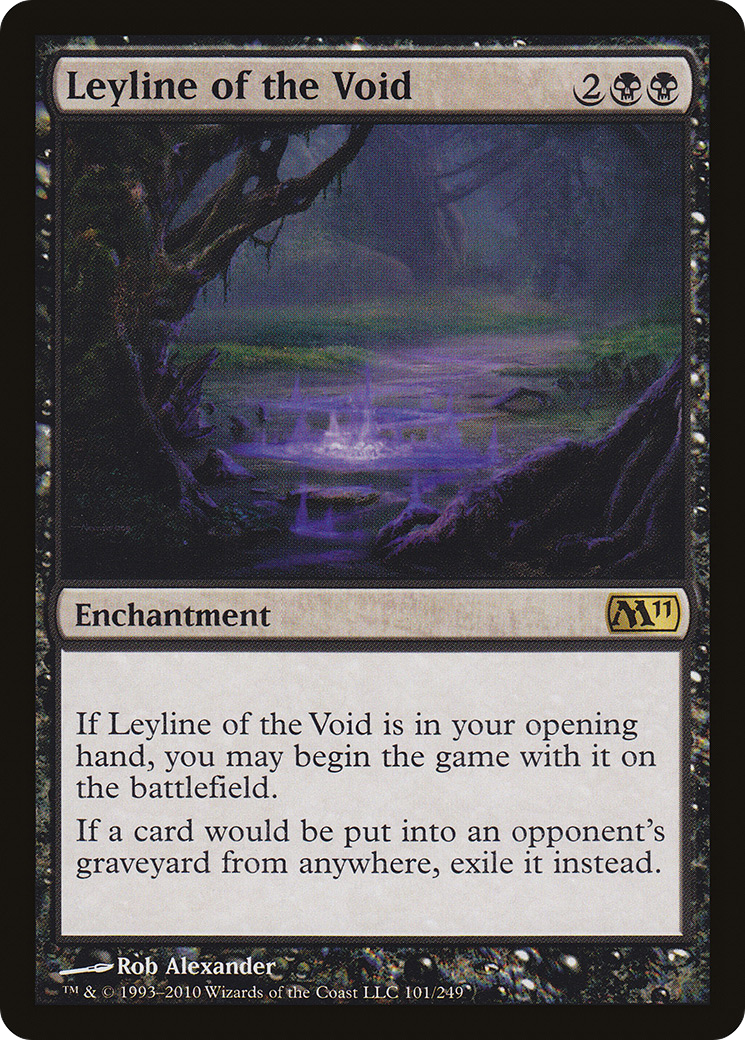 Leyline of the Void 2
Enchantment M11
If Leyline of the Void is in your opening
hand, you may begin the game with it on
the battlefield.
If a card would be put into an opponent's
graveyard from anywhere, exile it instead.
Rob Alexander
™ & © 1993–2010 Wizards of the Coast LLC 101/249